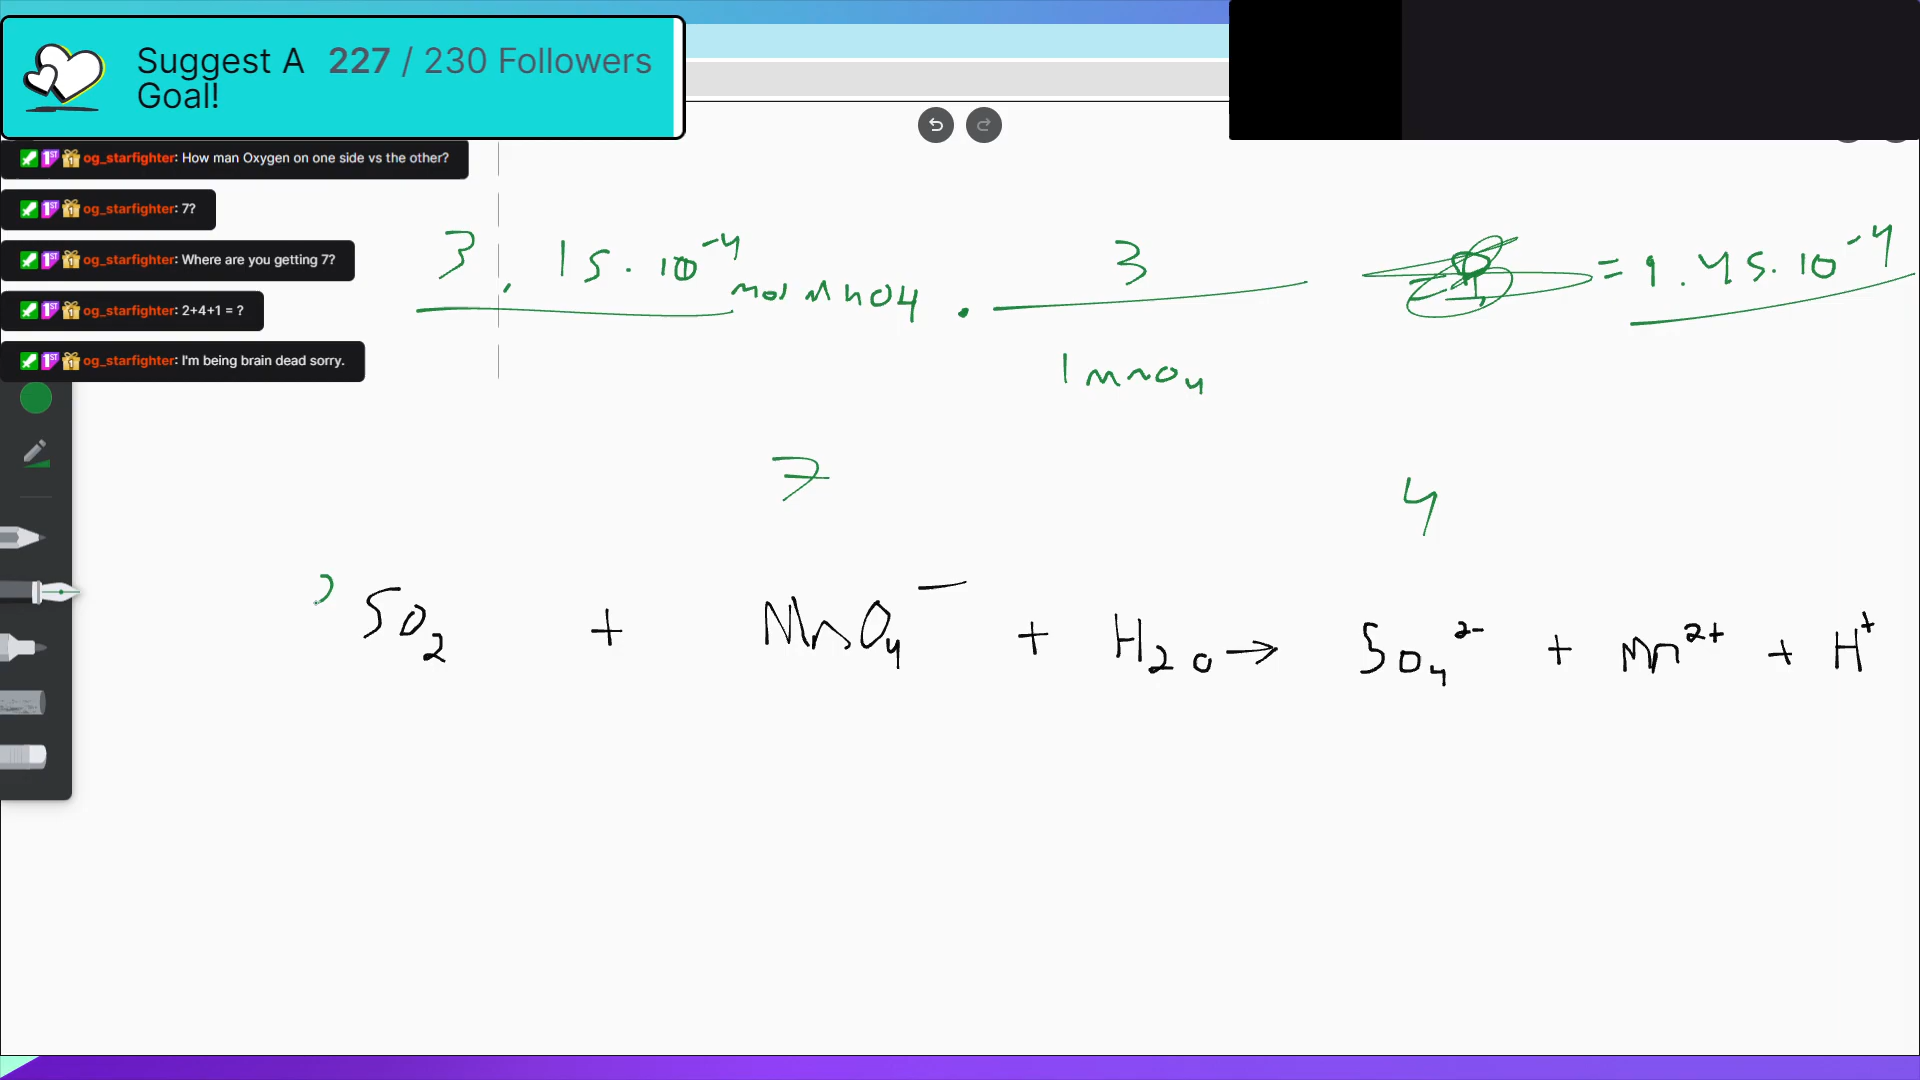 Suggest A 227 / 230 Followers
Goal!
og_starfighter: How man Oxygen on one side vs the other?
og_starfighter: 7?
og_starfighter: Where are you getting 7?
og_starfighter: 2+4+1 = ?
og_starfighter: I'm being brain dead sorry.
3.15·10⁻⁴ mol MnO4 · 3 = 9.45·10⁻⁴
1 mnO₄
7 4
SO₂ + MnO₄⁻ + H₂O → SO₄²⁻ + Mn²⁺ + H⁺